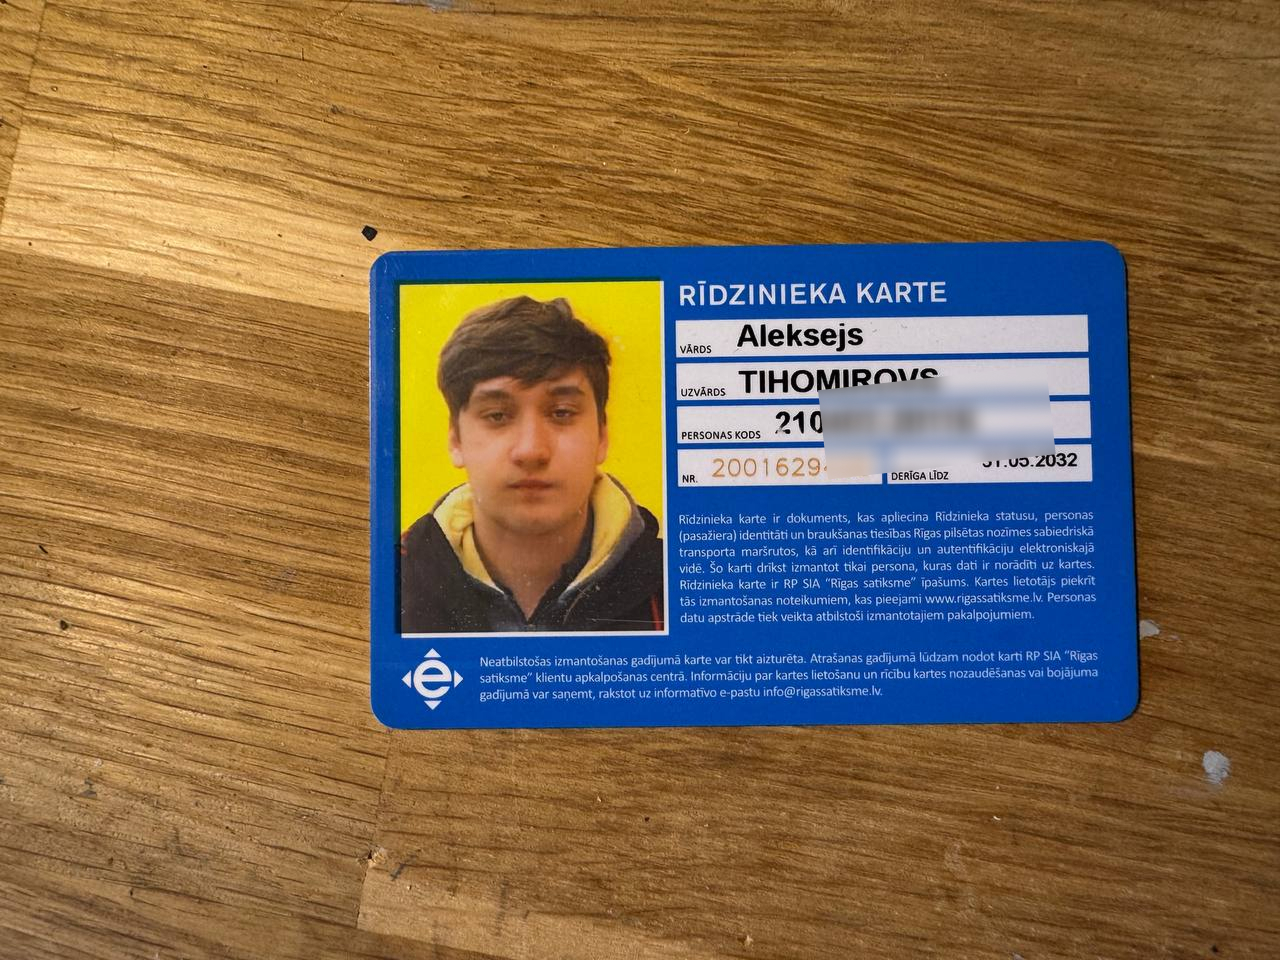 RĪDZINIEKA KARTE
VĀRDS Aleksejs
UZVĀRDS TIHOMIROVS
PERSONAS KODS 210
NR. 2001629
DERĪGA LĪDZ 31.05.2032
Rīdzinieka karte ir dokuments, kas apliecina Rīdzinieka statusu, personas
(pasažiera) identitāti un braukšanas tiesības Rīgas pilsētas nozīmes sabiedriskā
transporta maršrutos, kā arī identifikāciju un autentifikāciju elektroniskajā
vidē. Šo karti drīkst izmantot tikai persona, kuras dati ir norādīti uz kartes.
Rīdzinieka karte ir RP SIA “Rīgas satiksme” īpašums. Kartes lietotājs piekrīt
tās izmantošanas noteikumiem, kas pieejami www.rigassatiksme.lv. Personas
datu apstrāde tiek veikta atbilstoši izmantotajiem pakalpojumiem.
Neatbilstošas izmantošanas gadījumā karte var tikt aizturēta. Atrašanas gadījumā lūdzam nodot karti RP SIA “Rīgas
satiksme” klientu apkalpošanas centrā. Informāciju par kartes lietošanu un rīcību kartes nozaudēšanas vai bojājuma
gadījumā var saņemt, rakstot uz informatīvo e-pastu info@rigassatiksme.lv.